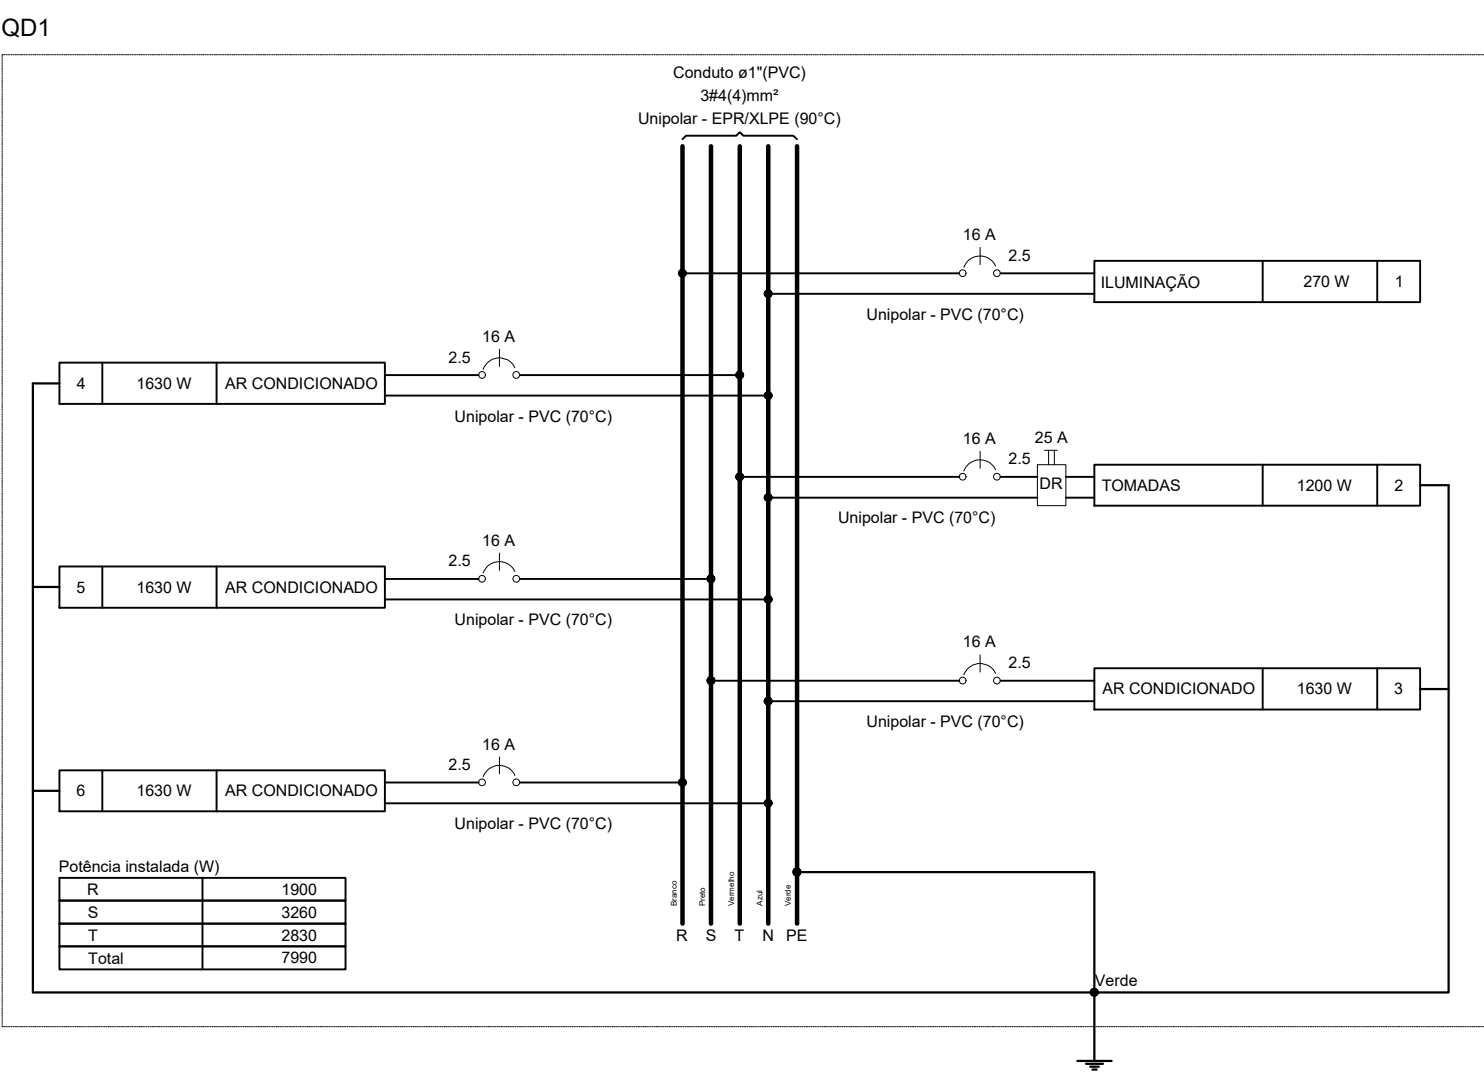 QD1
Conduto ø1"(PVC)
3#4(4)mm²
Unipolar - EPR/XLPE (90°C)
16 A
2.5
ILUMINAÇÃO 270 W 1
Unipolar - PVC (70°C)
16 A
2.5
4 1630 W AR CONDICIONADO
Unipolar - PVC (70°C)
16 A 25 A
2.5
DR
TOMADAS 1200 W 2
Unipolar - PVC (70°C)
16 A
2.5
5 1630 W AR CONDICIONADO
Unipolar - PVC (70°C)
16 A
2.5
AR CONDICIONADO 1630 W 3
Unipolar - PVC (70°C)
16 A
2.5
6 1630 W AR CONDICIONADO
Unipolar - PVC (70°C)
Potência instalada (W)
R 1900
S 3260
T 2830
Total 7990
Branco
Preto
Vermelho
Azul
Verde
R S T N PE
Verde